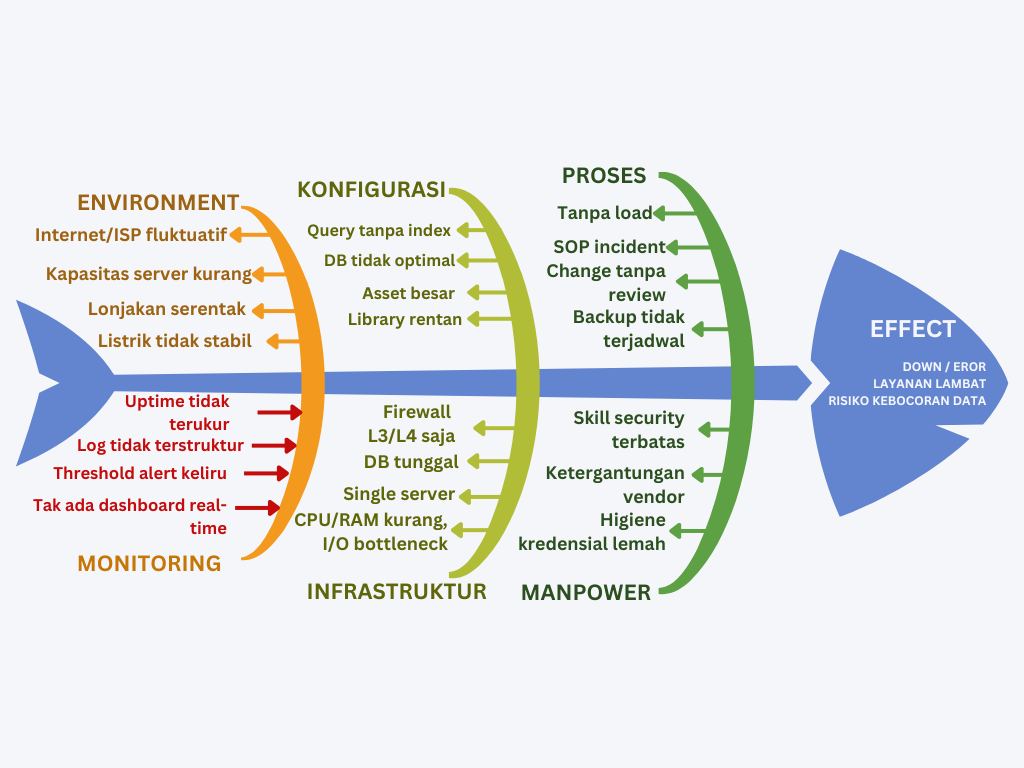 ENVIRONMENT
Internet/ISP fluktuatif
Kapasitas server kurang
Lonjakan serentak
Listrik tidak stabil
KONFIGURASI
Query tanpa index
DB tidak optimal
Asset besar
Library rentan
PROSES
Tanpa load
SOP incident
Change tanpa
review
Backup tidak
terjadwal
EFFECT
DOWN / EROR
LAYANAN LAMBAT
RISIKO KEBOCORAN DATA
Uptime tidak
terukur
Log tidak terstruktur
Threshold alert keliru
Tak ada dashboard real-
time
MONITORING
Firewall
L3/L4 saja
DB tunggal
Single server
CPU/RAM kurang,
I/O bottleneck
INFRASTRUKTUR
Skill security
terbatas
Ketergantungan
vendor
Higiene
kredensial lemah
MANPOWER